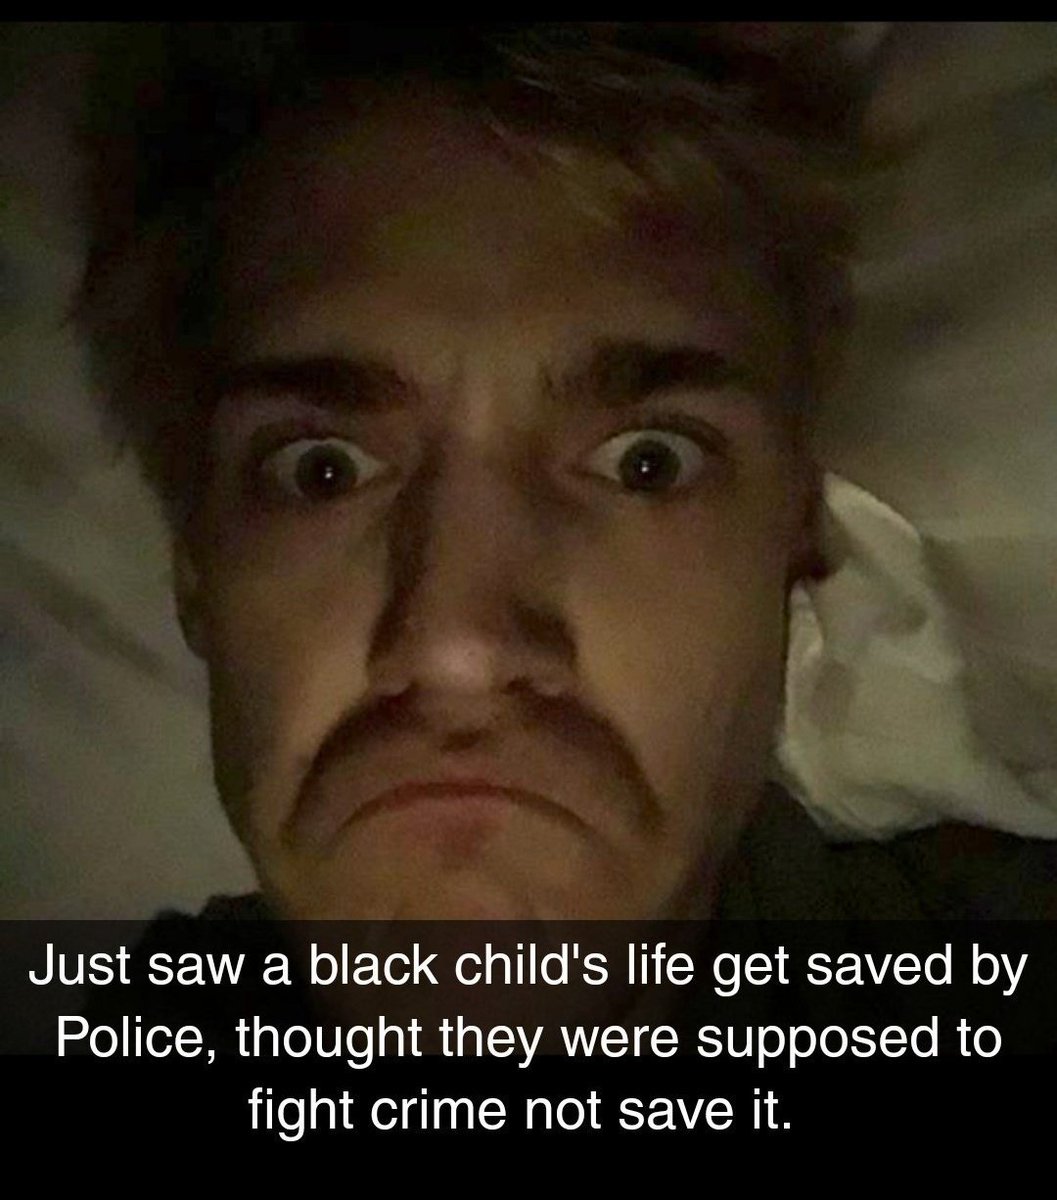 Just saw a black child's life get saved by
Police, thought they were supposed to
fight crime not save it.